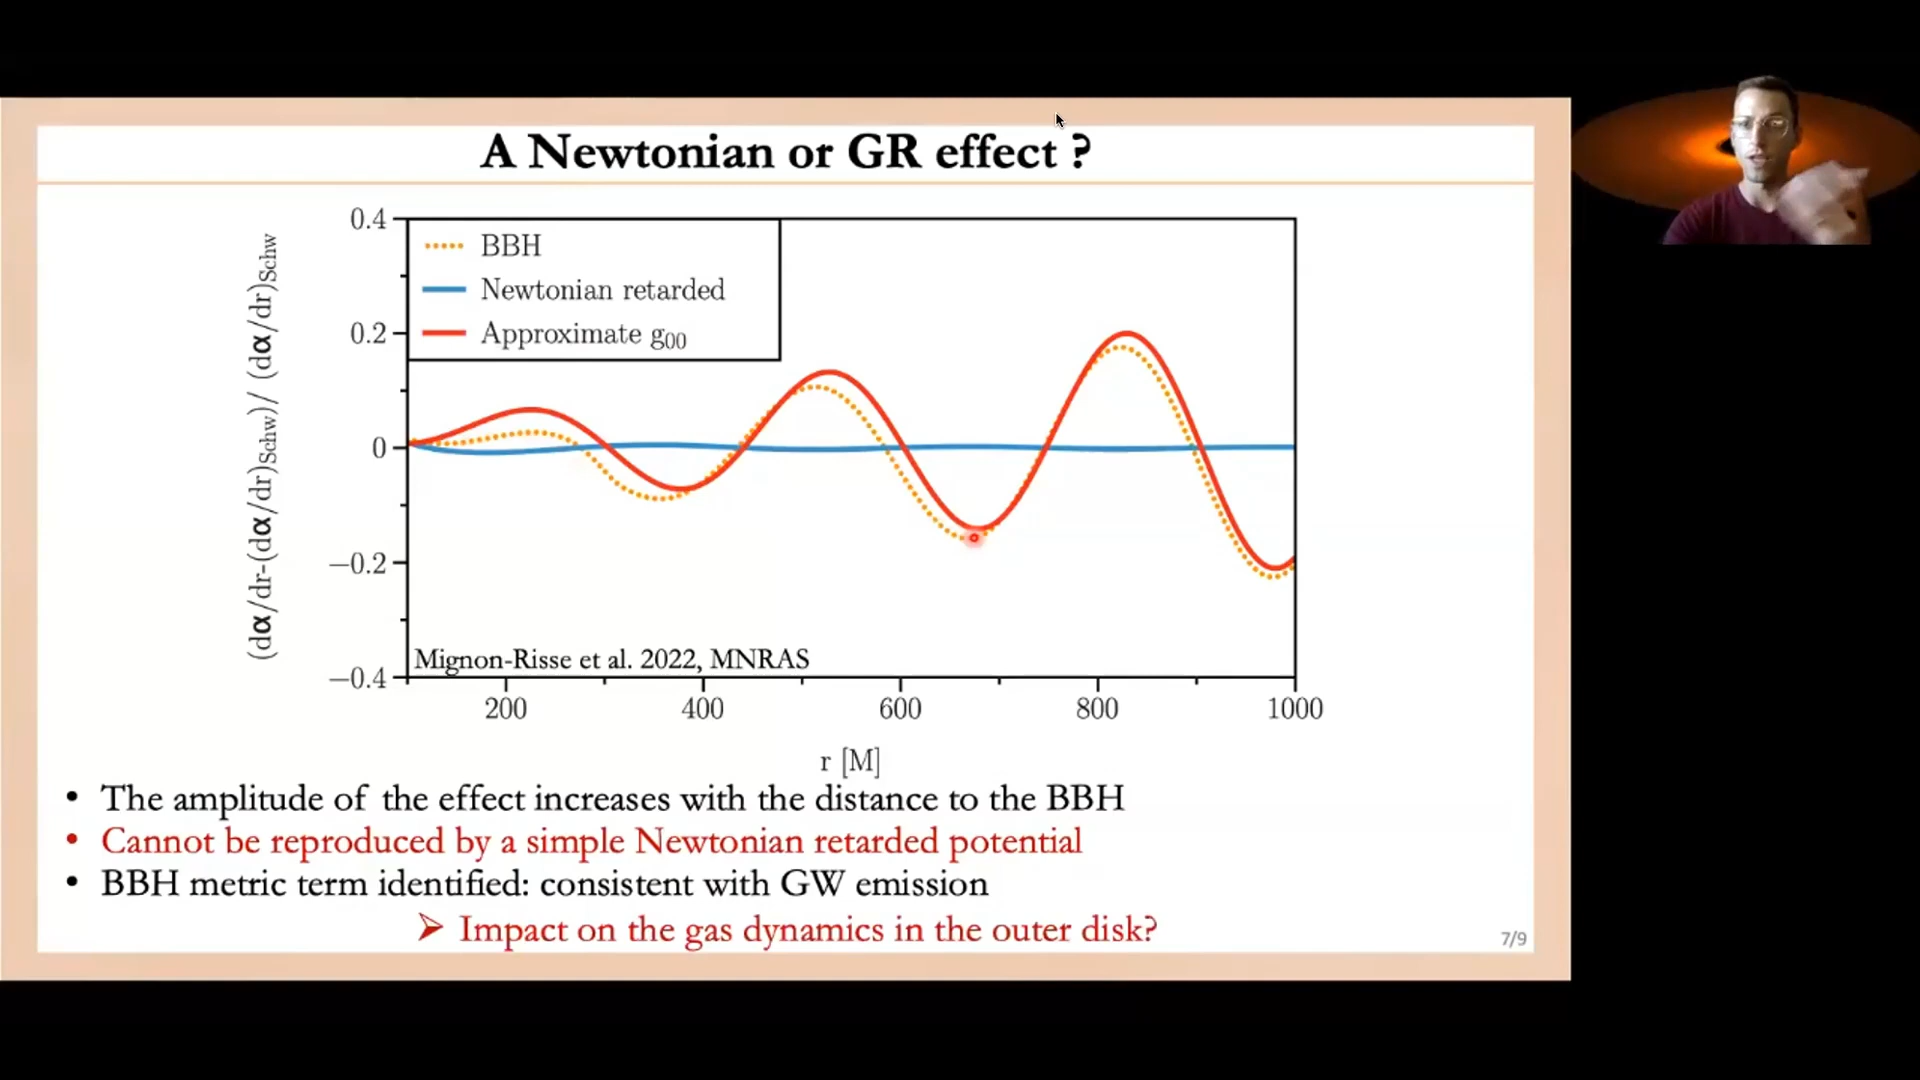 A Newtonian or GR effect ?
(dα/dr-(dα/dr)Schw)/ (dα/dr)Schw
0.4
0.2
0
−0.2
−0.4
BBH
Newtonian retarded
Approximate g00
Mignon-Risse et al. 2022, MNRAS
200 400 600 800 1000
r [M]
• The amplitude of the effect increases with the distance to the BBH
• Cannot be reproduced by a simple Newtonian retarded potential
• BBH metric term identified: consistent with GW emission
➢ Impact on the gas dynamics in the outer disk?
7/9